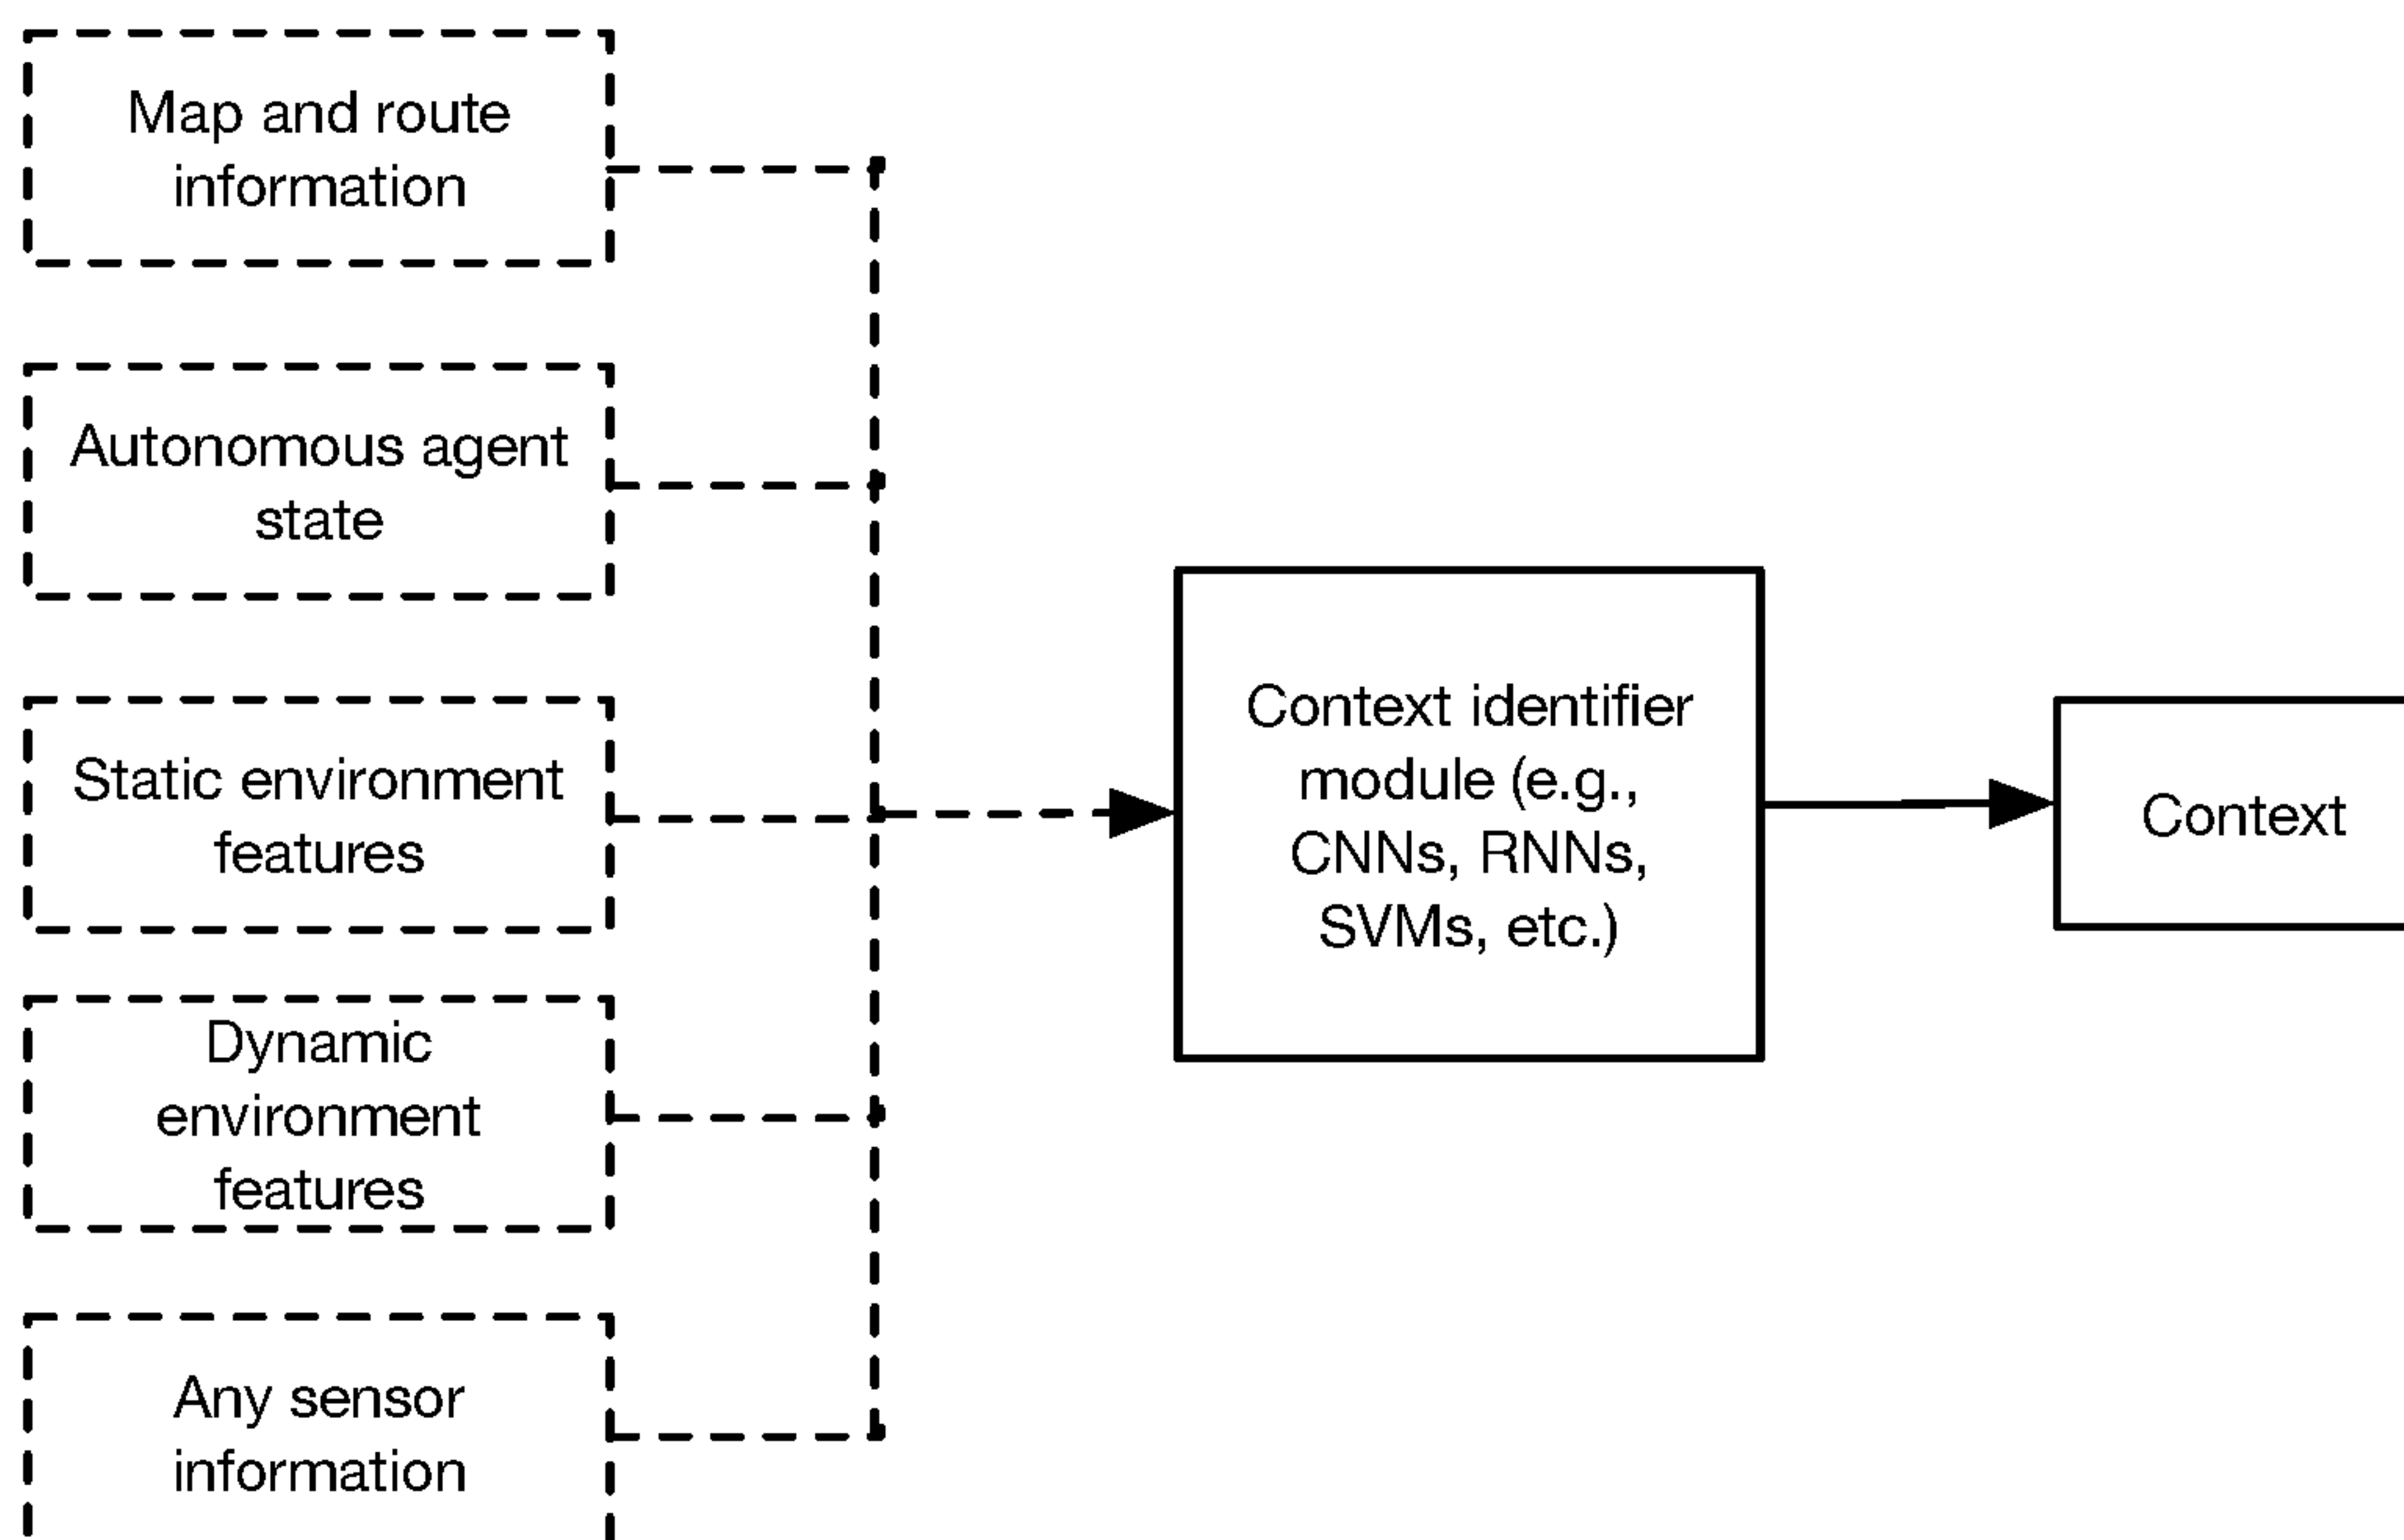 Map and route
information
Autonomous agent
state
Static environment
features
Dynamic
environment
features
Any sensor
information
Context identifier
module (e.g.,
CNNs, RNNs,
SVMs, etc.)
Context